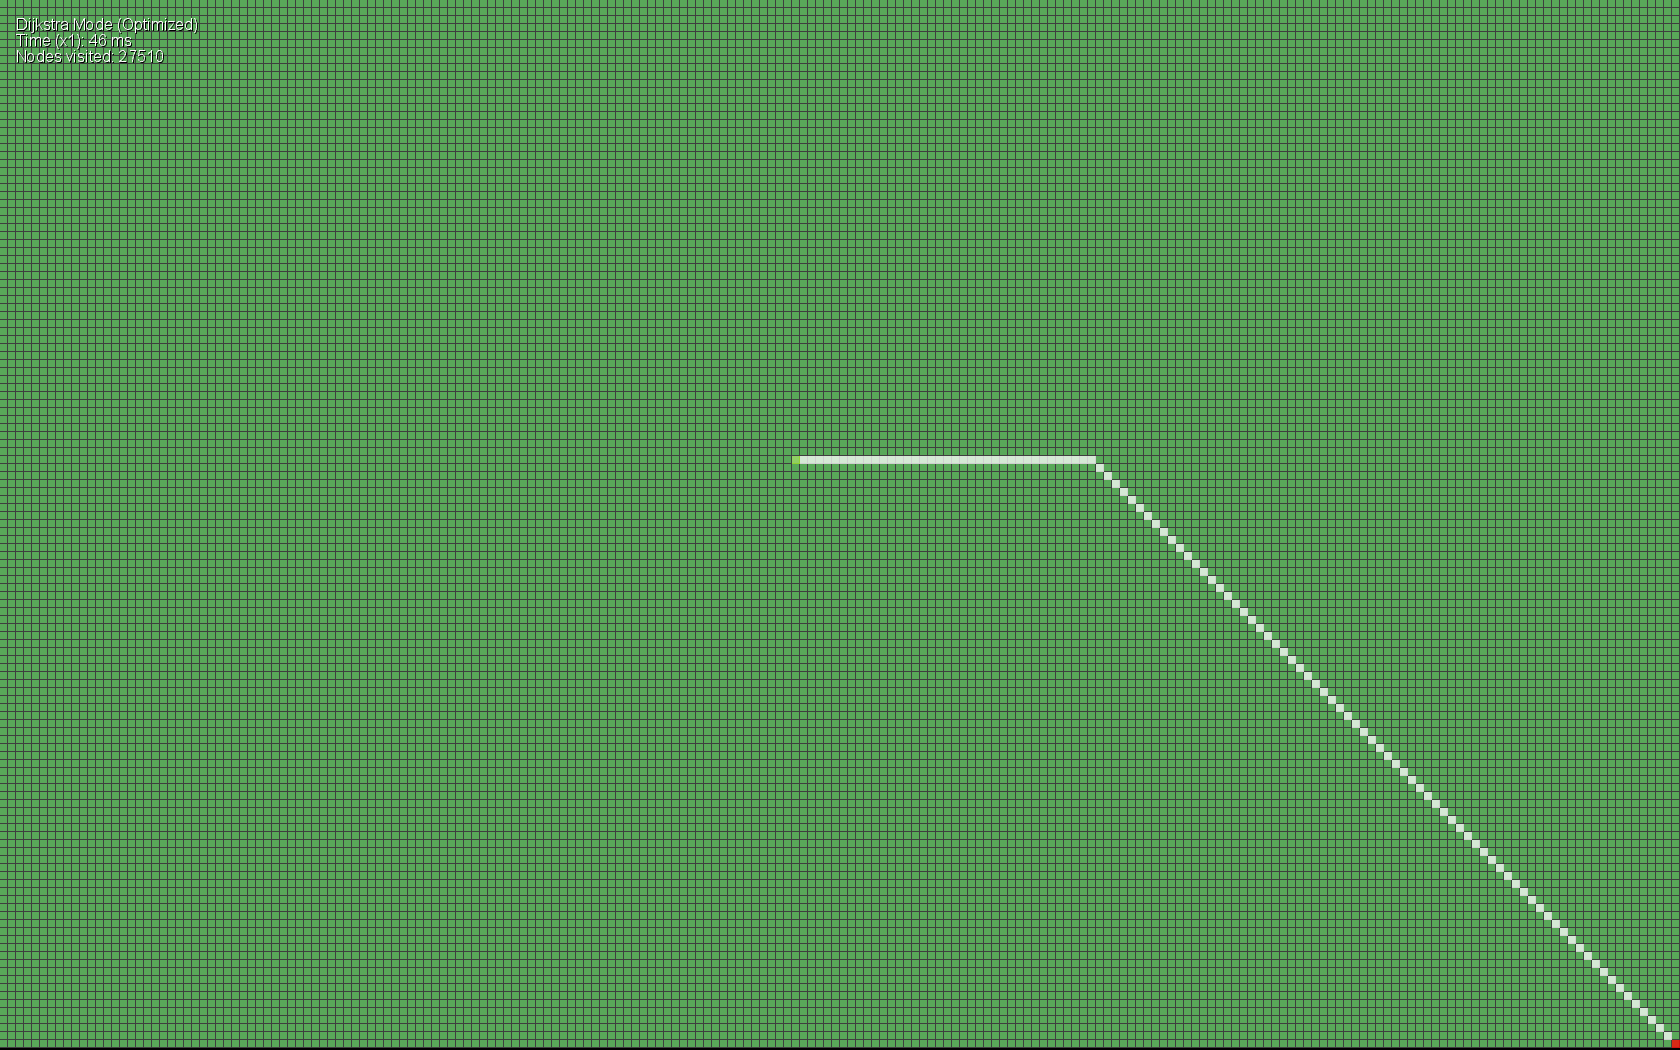 Dijkstra Mode (Optimized)
Time (x1): 46 ms
Nodes visited: 27510